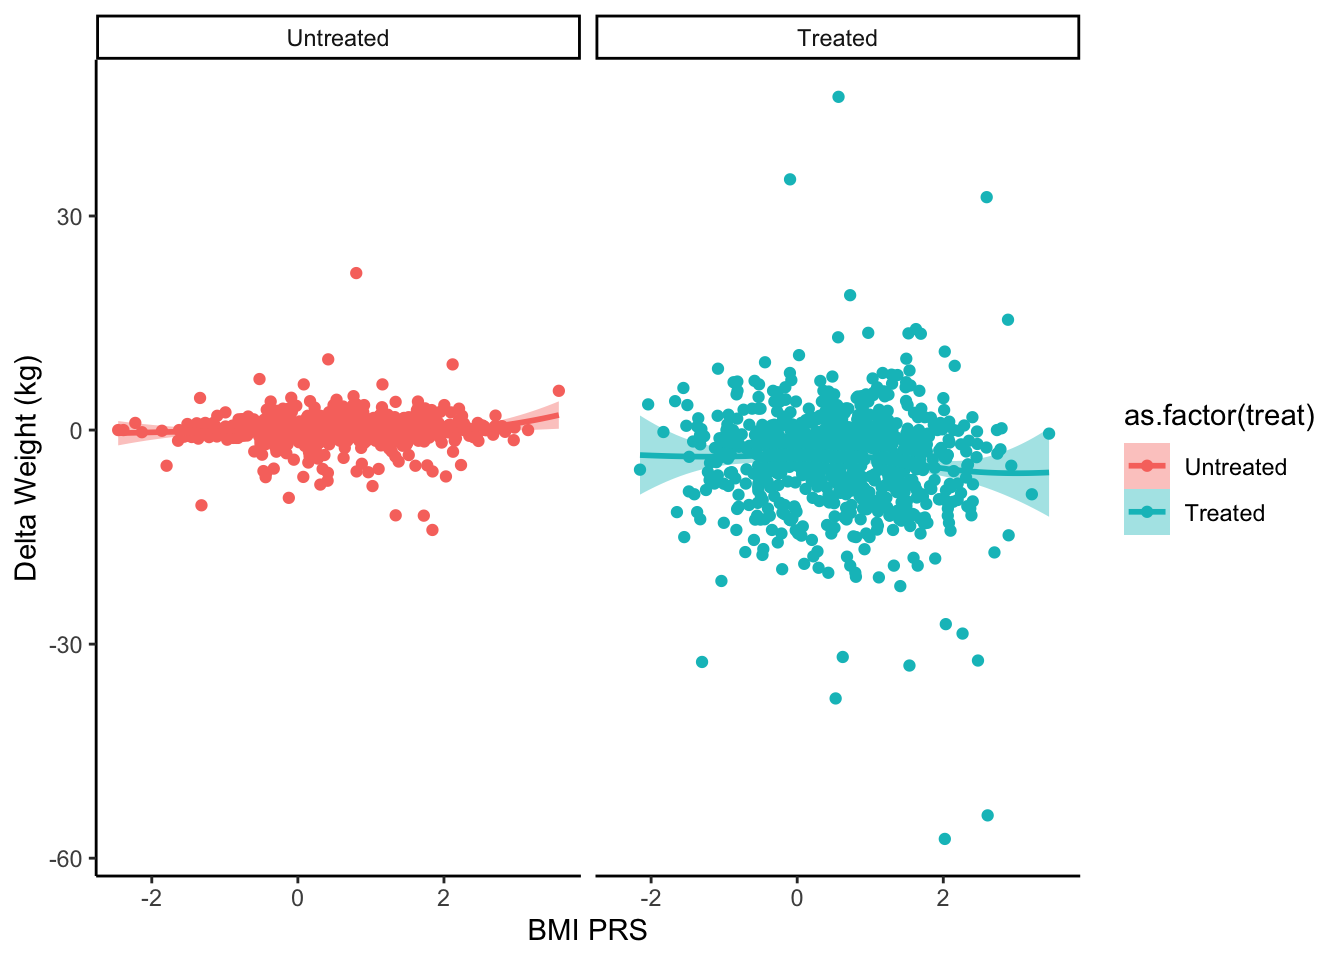 Untreated
Treated
Delta Weight (kg)
30
0
-30
-60
-2
0
2
-2
0
2
BMI PRS
as.factor(treat)
Untreated
Treated